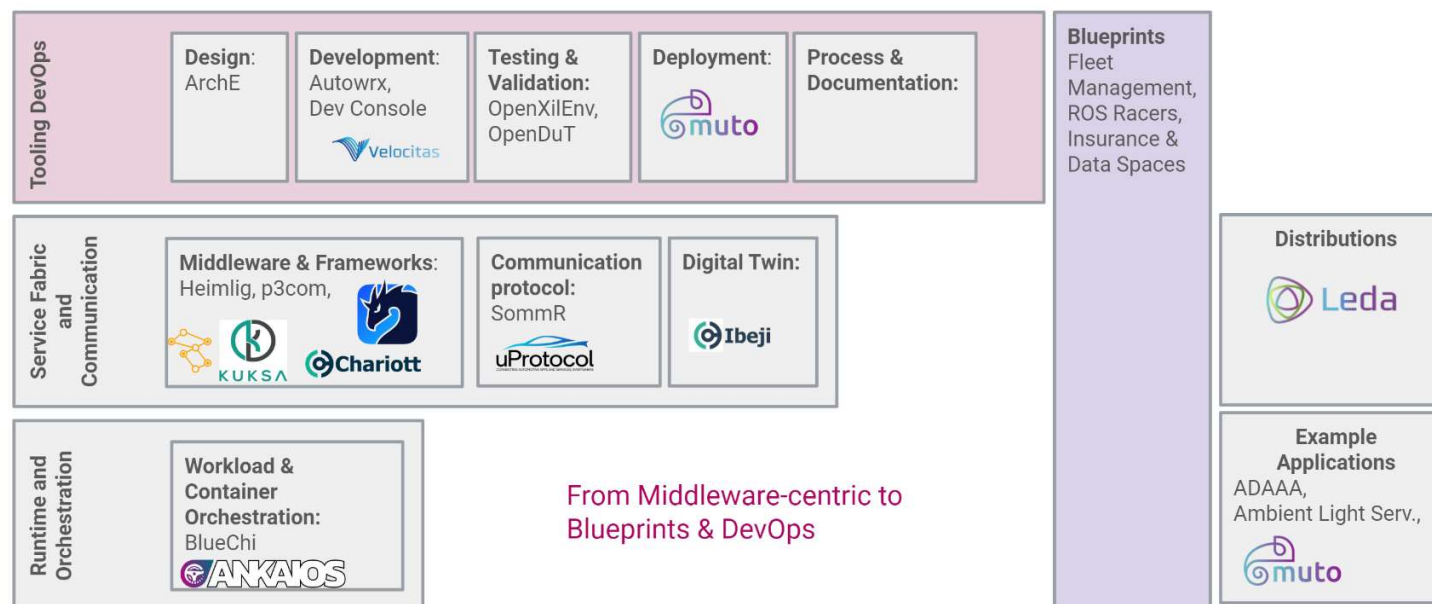 Tooling DevOps
Design:
ArchE
Development:
Autowrx,
Dev Console
Velocitas
Testing &
Validation:
OpenXilEnv,
OpenDuT
Deployment:
muto
Process &
Documentation:
Blueprints
Fleet
Management,
ROS Racers,
Insurance &
Data Spaces
Service Fabric
and
Communication
Middleware & Frameworks:
Heimlig, p3com,
KUKSA
Chariott
Communication
protocol:
SommR
uProtocol
Digital Twin:
Ibeji
Distributions
Leda
Runtime and
Orchestration
Workload &
Container
Orchestration:
BlueChi
ANKAIOS
From Middleware-centric to
Blueprints & DevOps
Example
Applications
ADAAA,
Ambient Light Serv.,
muto